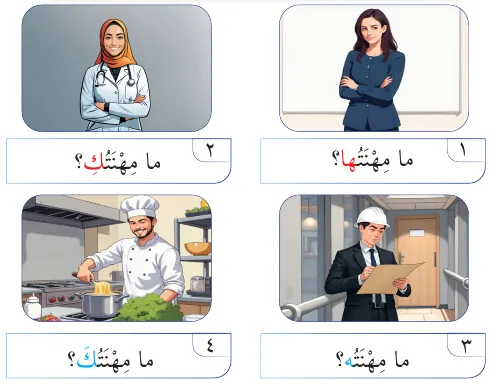 ١
ما مِهْنَتُها؟
٢
ما مِهْنَتُكِ؟
٣
ما مِهْنَتُه؟
٤
ما مِهْنَتُكَ؟